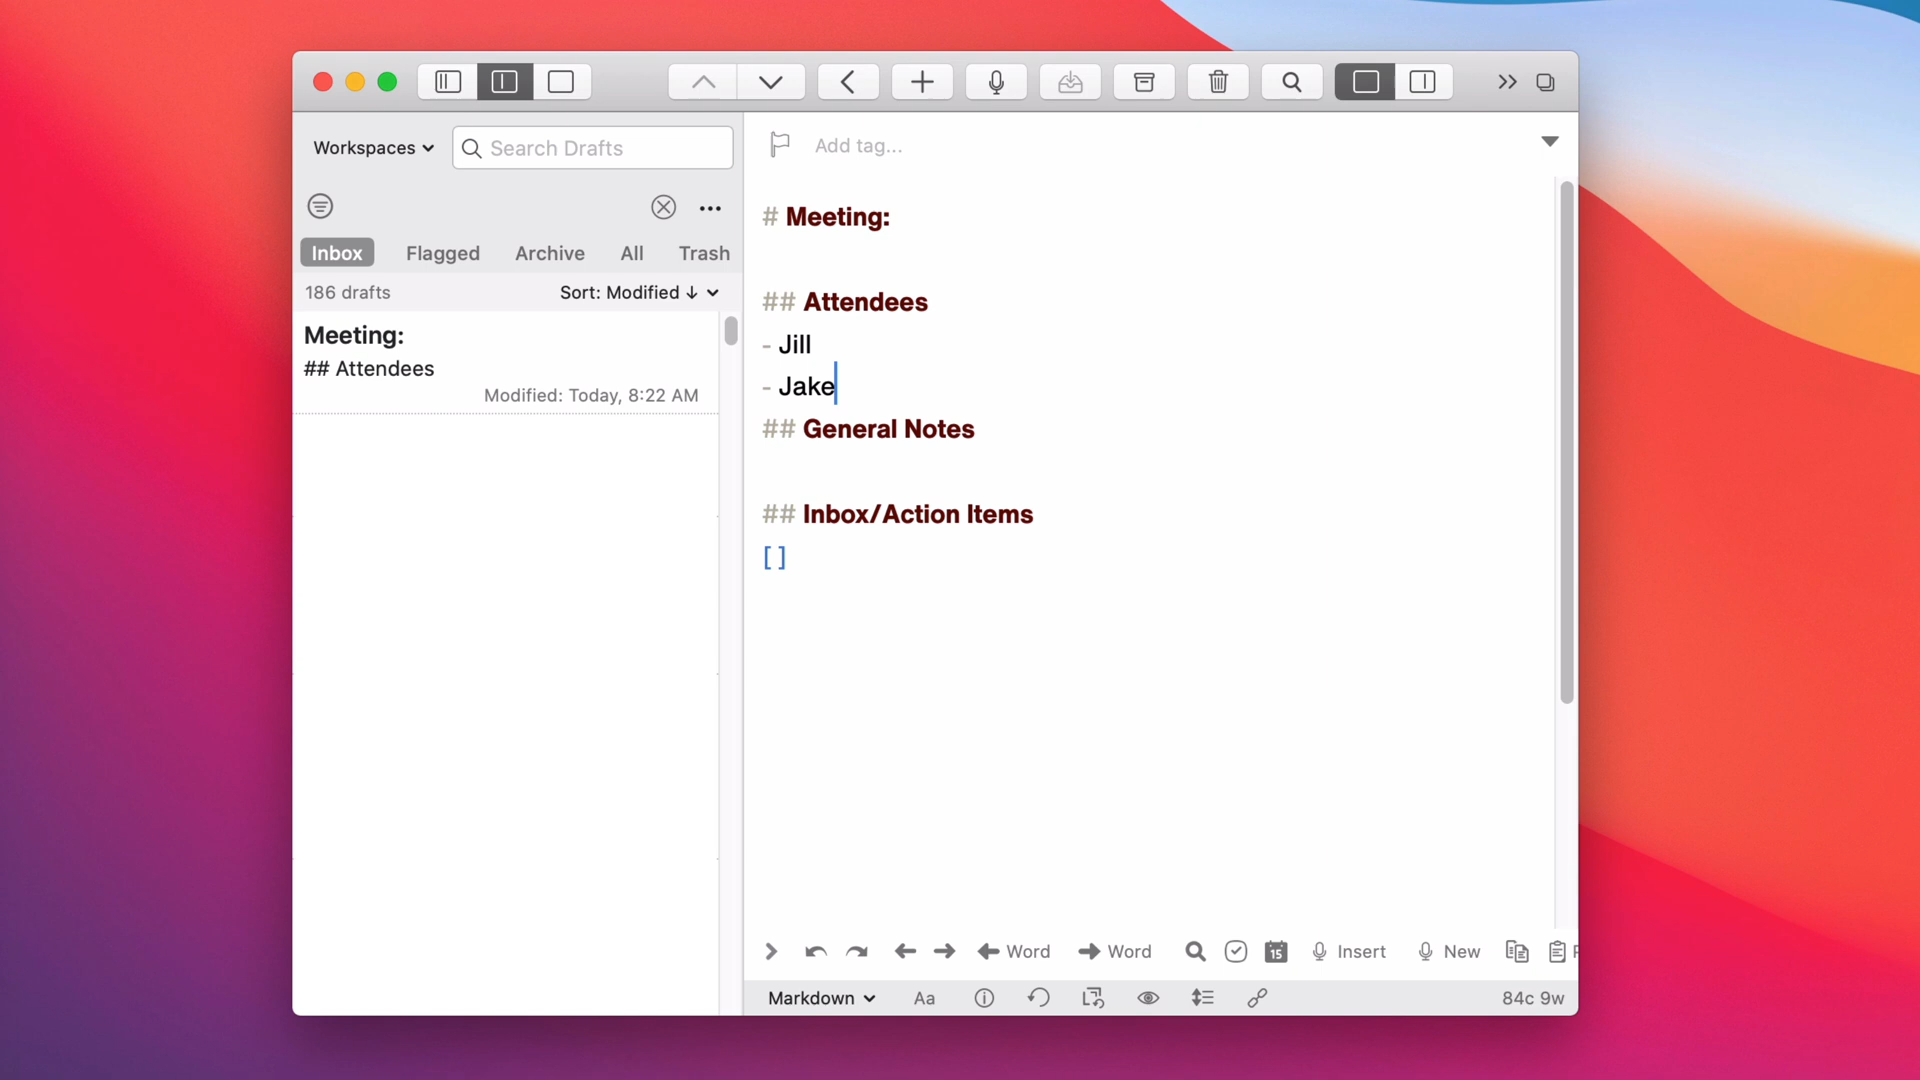 Workspaces
Search Drafts
Inbox Flagged Archive All Trash
186 drafts Sort: Modified ↓
Meeting:
## Attendees
Modified: Today, 8:22 AM
Add tag...
# Meeting:
## Attendees
- Jill
- Jake
## General Notes
## Inbox/Action Items
[]
Word Word 15 Insert New
Markdown Aa 84c 9w